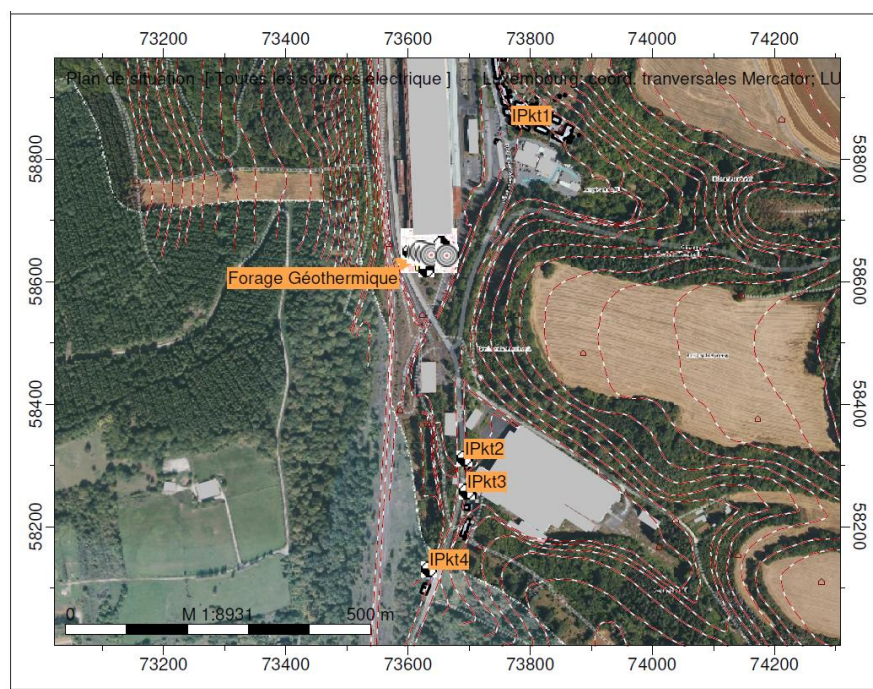 73200 73400 73600 73800 74000 74200
Plan de situation [ Toutes les sources électrique ] -- Luxembourg; coord. tranversales Mercator; LU
IPkt1
58800 58800
Forage Géothermique
58600 58600
58400 58400
IPkt2
IPkt3
58200 58200
IPkt4
0 M 1:8931 500 m
73200 73400 73600 73800 74000 74200